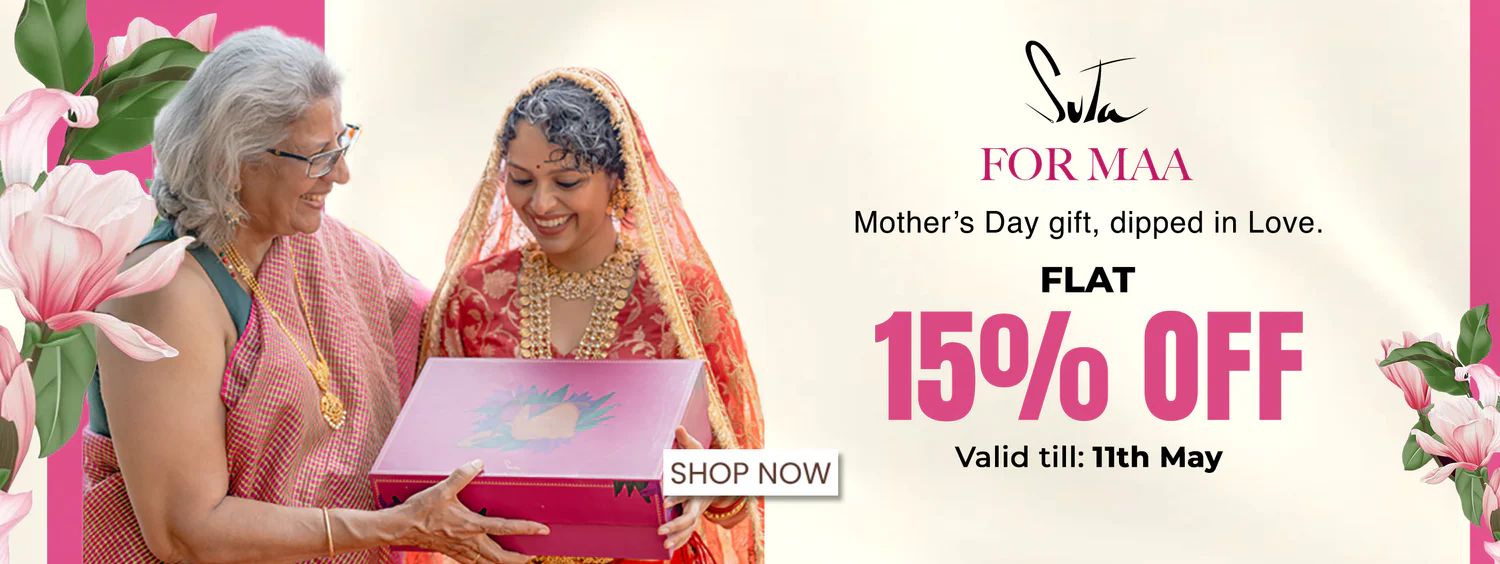 SuTa
FOR MAA
Mother's Day gift, dipped in Love.
FLAT
15% OFF
Valid till: 11th May
SHOP NOW